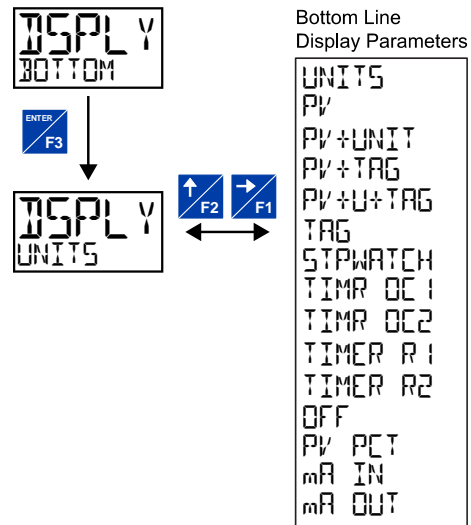 DSPLY
BOTTOM
ENTER
F3
DSPLY
UNITS
F2
F1
Bottom Line
Display Parameters
UNITS
PV
PV+UNIT
PV+TAG
PV+U+TAG
TAG
STPWATCH
TIMR OC1
TIMR OC2
TIMER R1
TIMER R2
OFF
PV PCT
mA IN
mA OUT